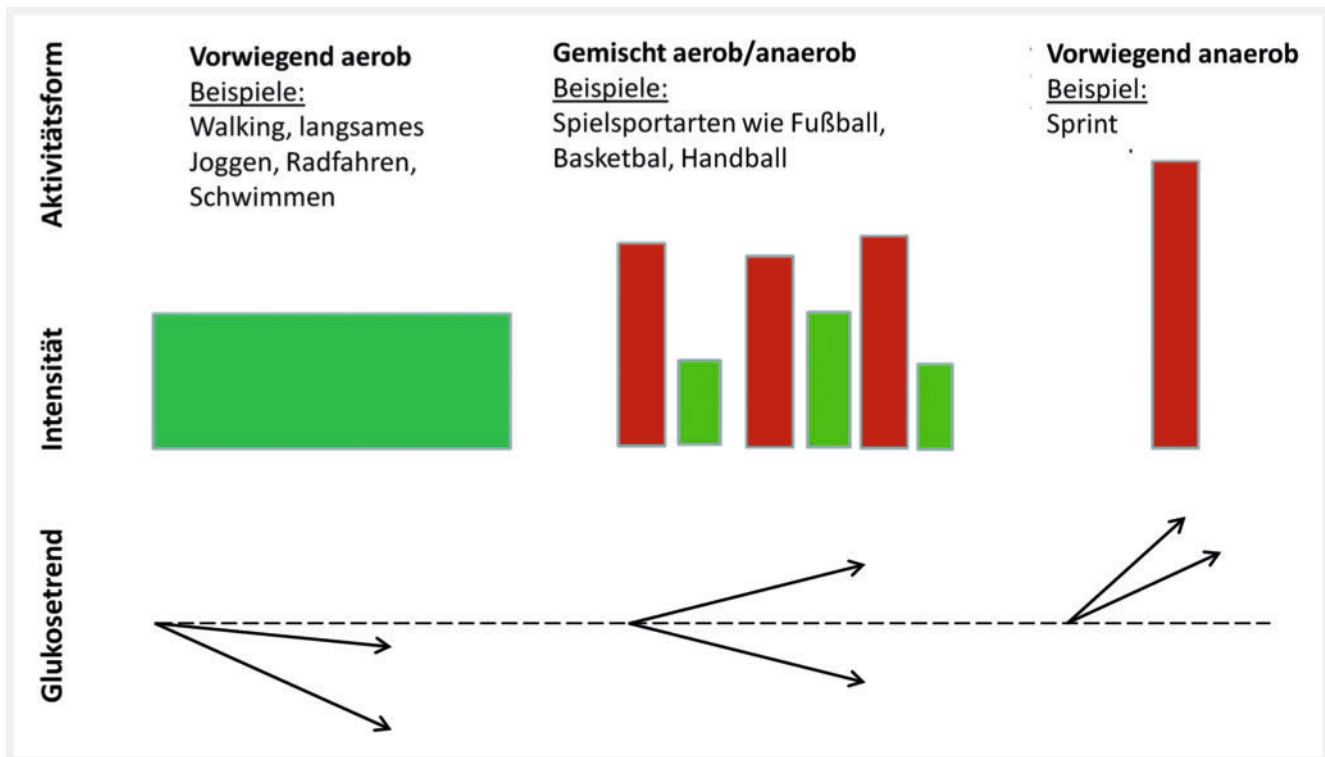 Aktivitätsform
Vorwiegend aerob
Beispiele:
Walking, langsames
Joggen, Radfahren,
Schwimmen
Gemischt aerob/anaerob
Beispiele:
Spielsportarten wie Fußball,
Basketbal, Handball
Vorwiegend anaerob
Beispiel:
Sprint
Intensität
Glukosetrend